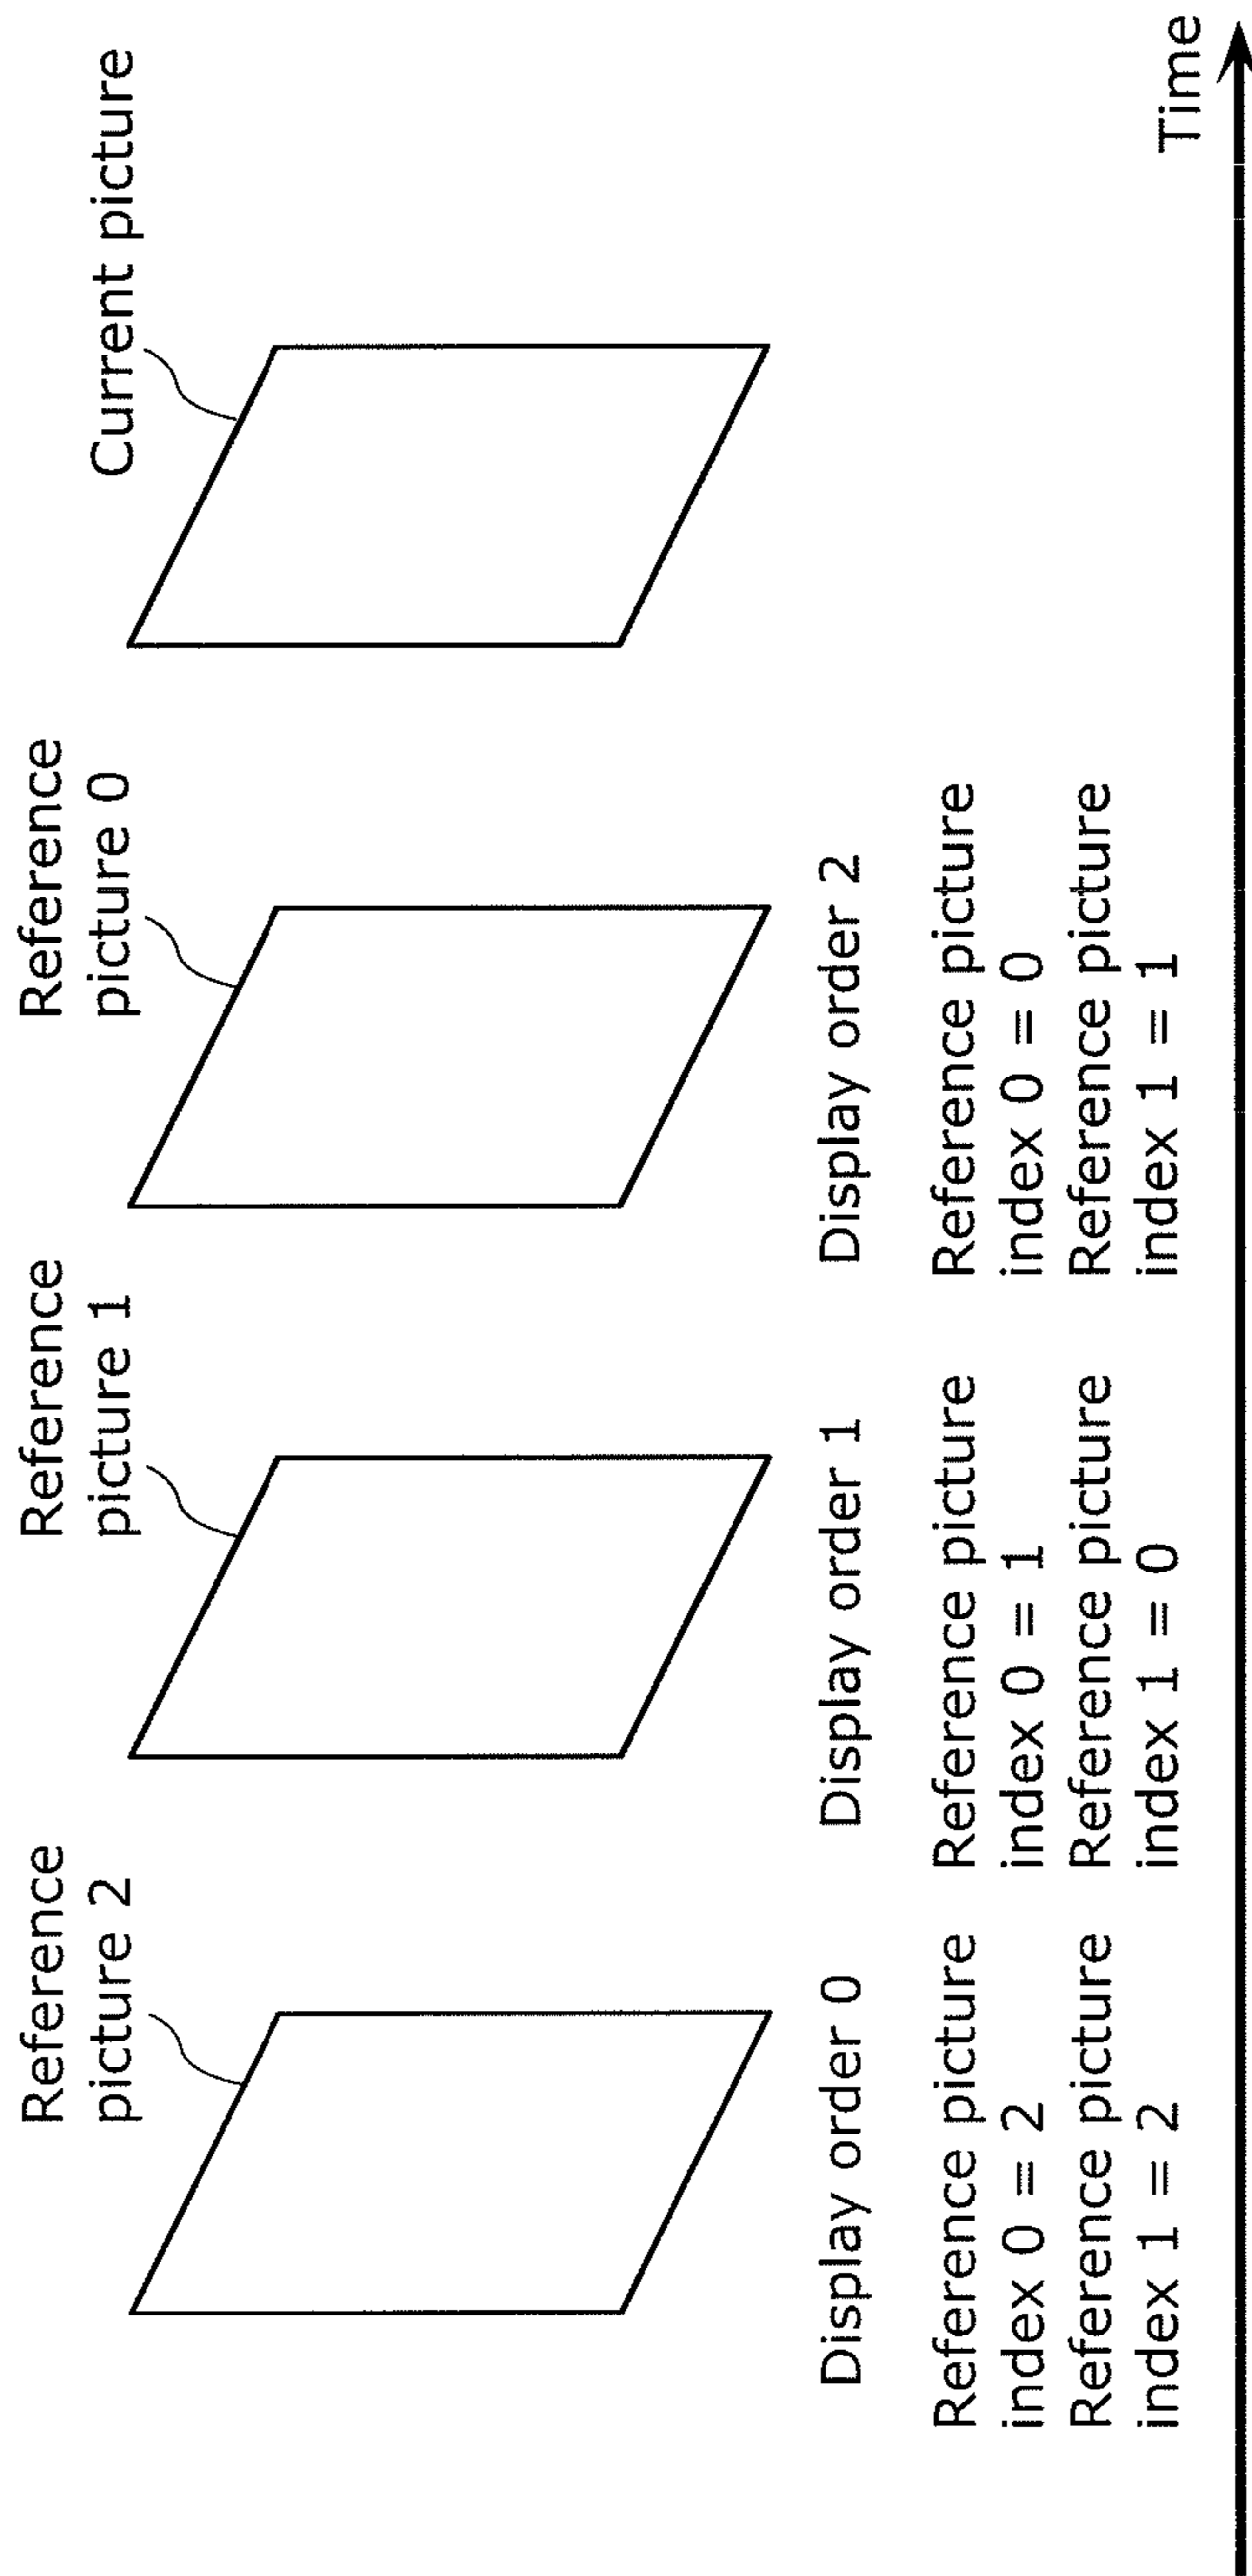 Reference
picture 2
Reference
picture 1
Reference
picture 0
Current picture
Display order 0
Display order 1
Display order 2
Reference picture
index 0 = 2
Reference picture
index 1 = 2
Reference picture
index 0 = 1
Reference picture
index 1 = 0
Reference picture
index 0 = 0
Reference picture
index 1 = 1
Time